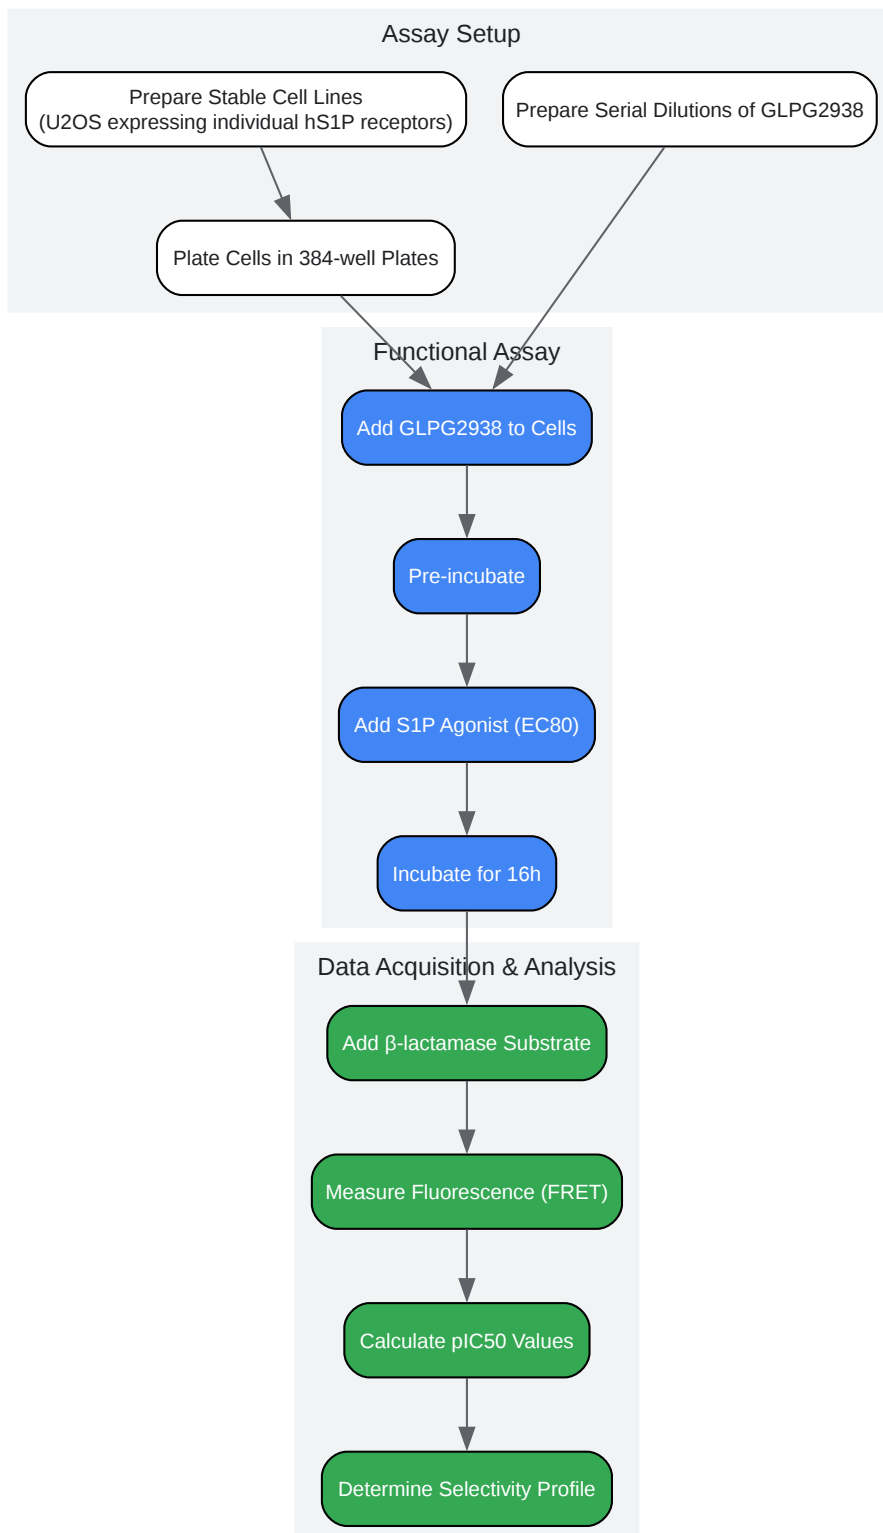 Assay Setup
Prepare Stable Cell Lines
(U2OS expressing individual hS1P receptors)
Prepare Serial Dilutions of GLPG2938
Plate Cells in 384-well Plates
Functional Assay
Add GLPG2938 to Cells
Pre-incubate
Add S1P Agonist (EC80)
Incubate for 16h
Data Acquisition & Analysis
Add β-lactamase Substrate
Measure Fluorescence (FRET)
Calculate pIC50 Values
Determine Selectivity Profile